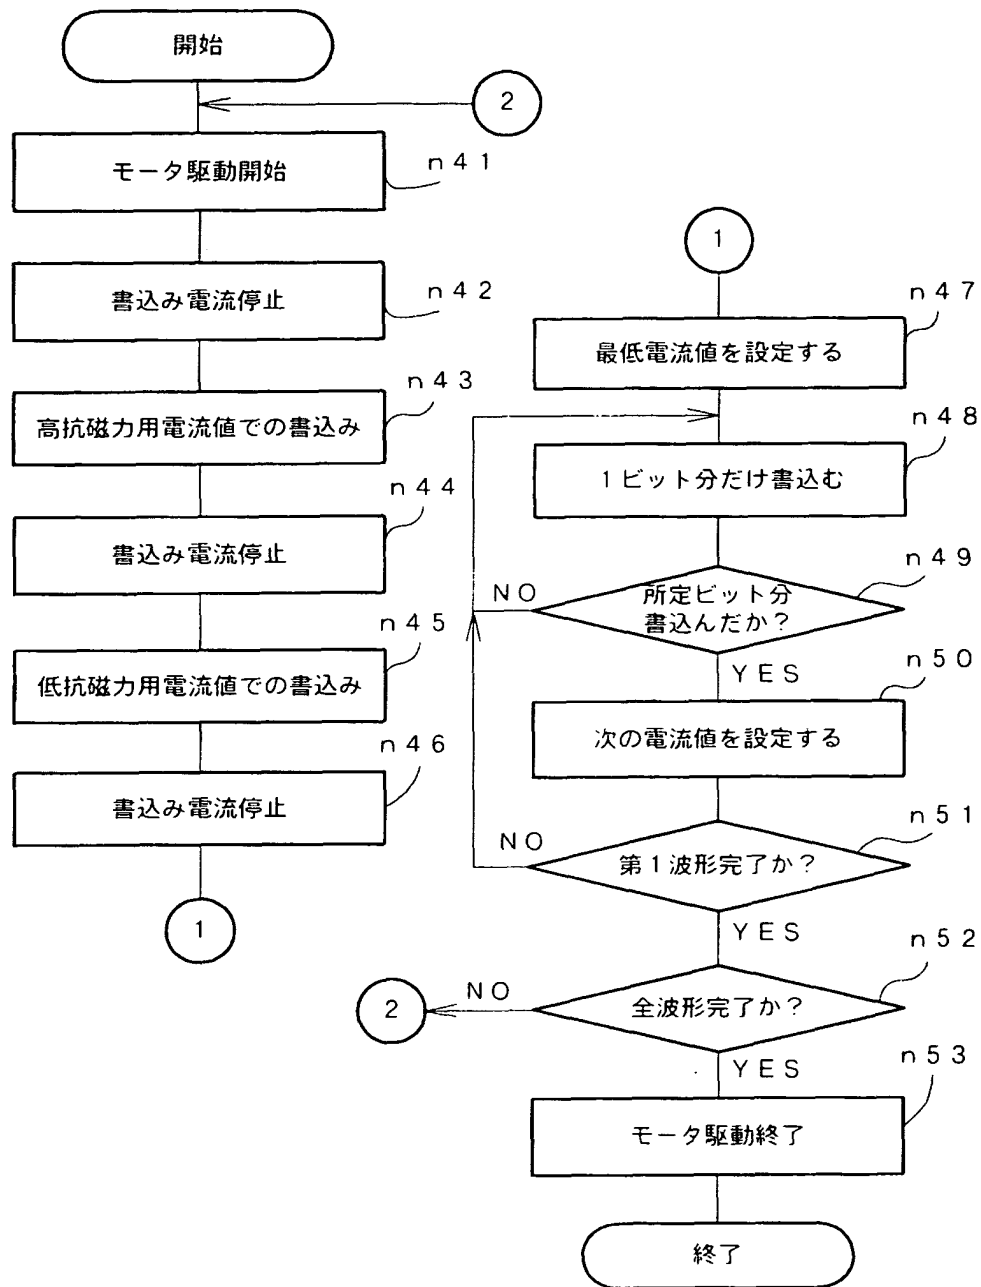 開始
2
モータ駆動開始
n41
書込み電流停止
n42
高抗磁力用電流値での書込み
n43
書込み電流停止
n44
低抗磁力用電流値での書込み
n45
書込み電流停止
n46
1
1
最低電流値を設定する
n47
1ビット分だけ書込む
n48
所定ビット分
書込んだか?
n49
NO
YES
次の電流値を設定する
n50
第1波形完了か?
n51
NO
YES
全波形完了か?
n52
NO
2
YES
モータ駆動終了
n53
終了